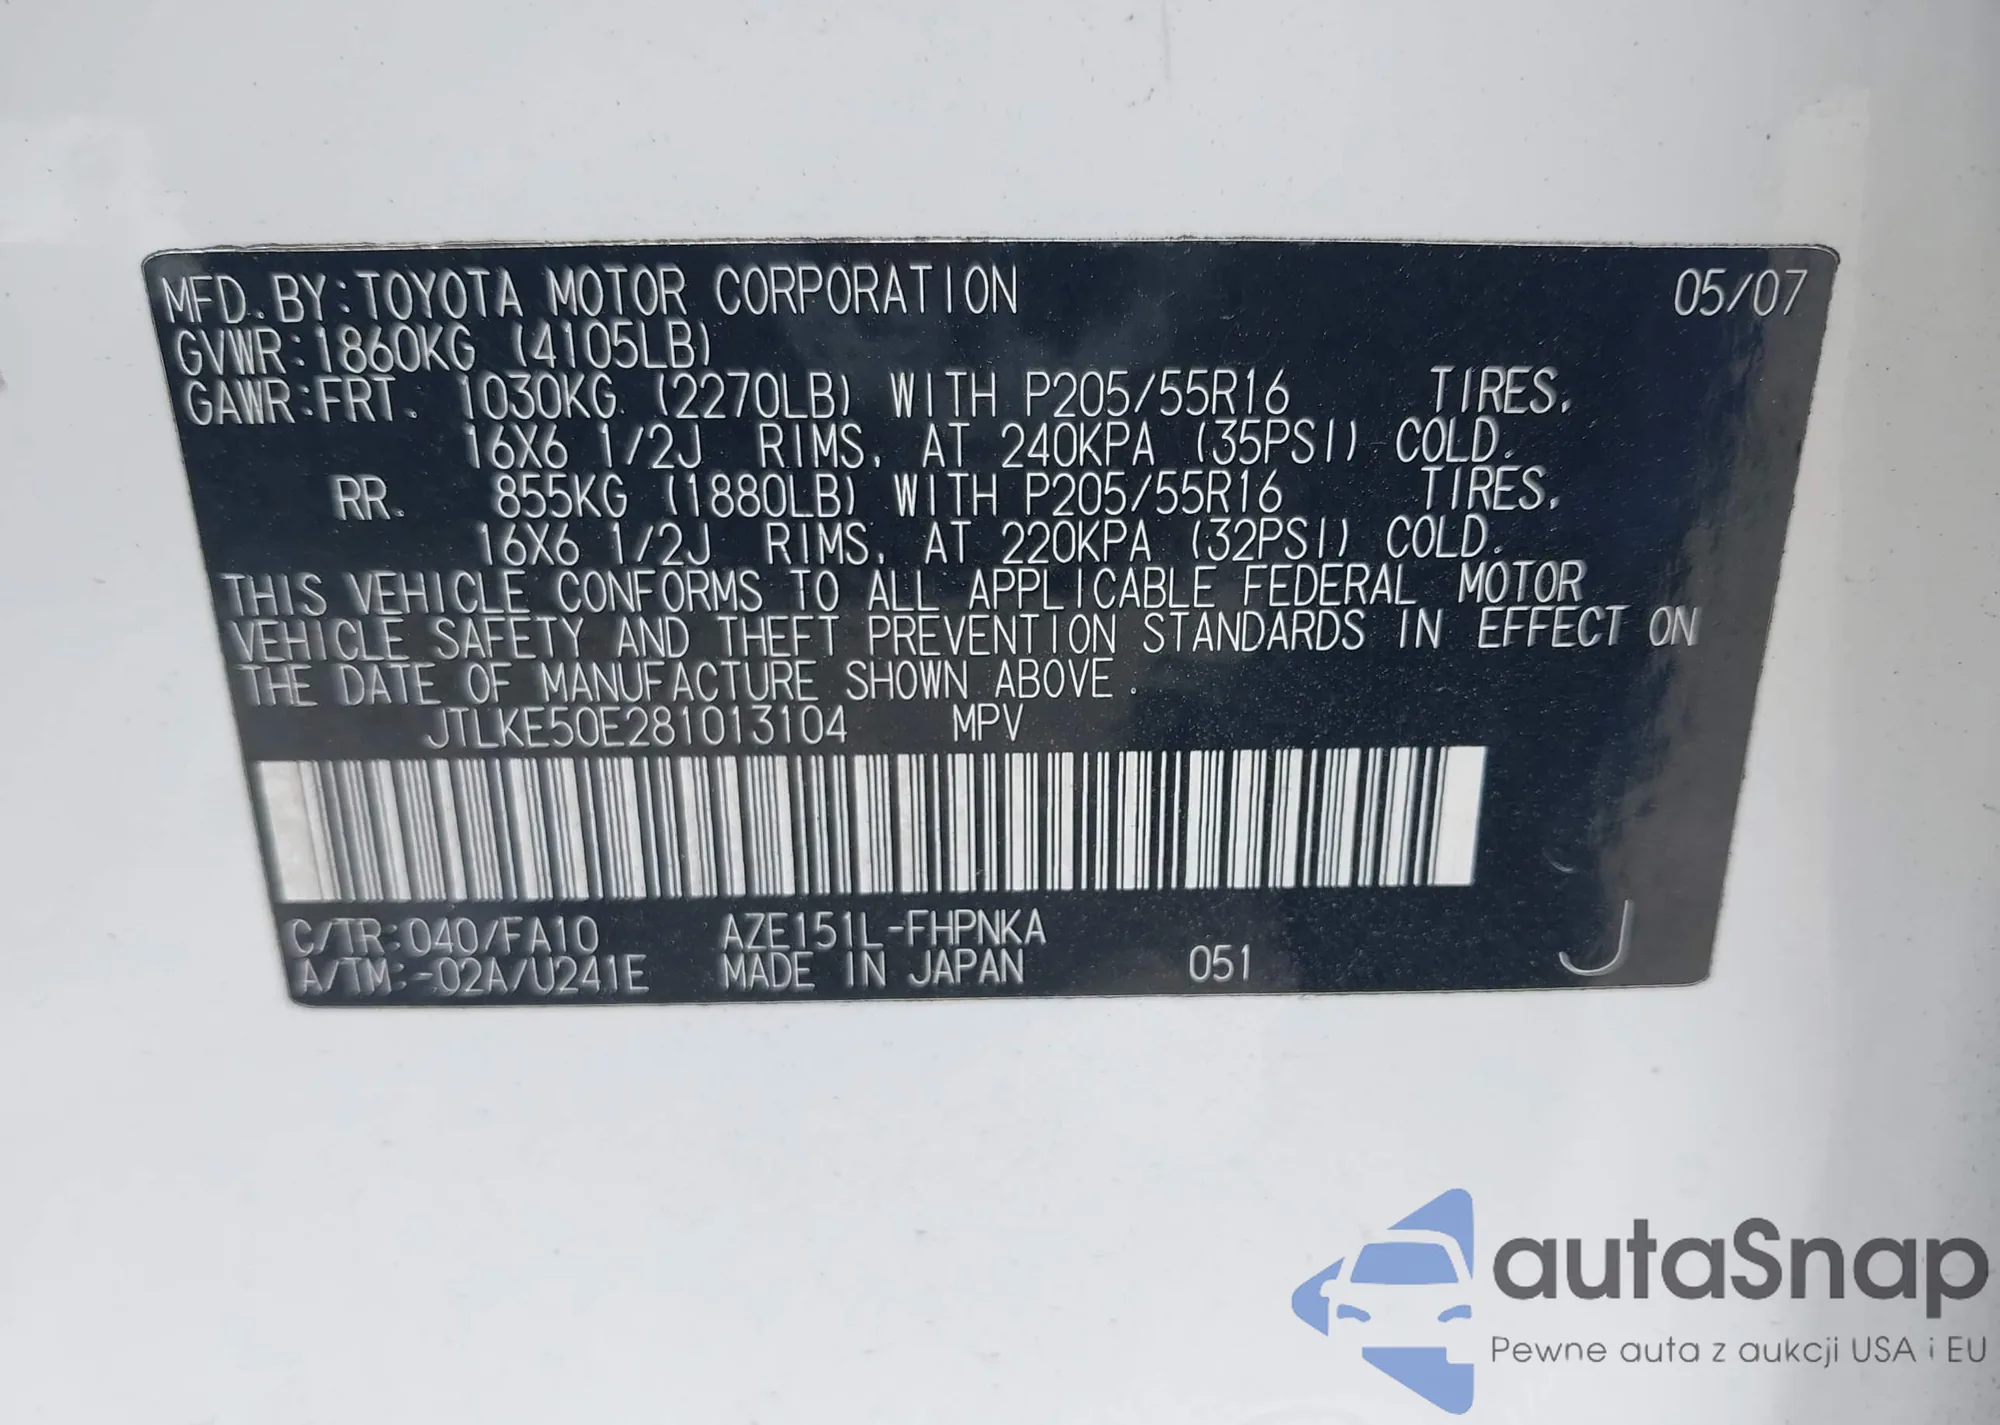 MFD. BY:TOYOTA MOTOR CORPORATION 05/07
GVWR:1860KG (4105LB)
GAWR:FRT. 1030KG (2270LB) WITH P205/55R16 TIRES,
16X6 1/2J RIMS, AT 240KPA (35PSI) COLD.
RR. 855KG (1880LB) WITH P205/55R16 TIRES,
16X6 1/2J RIMS, AT 220KPA (32PSI) COLD.
THIS VEHICLE CONFORMS TO ALL APPLICABLE FEDERAL MOTOR
VEHICLE SAFETY AND THEFT PREVENTION STANDARDS IN EFFECT ON
THE DATE OF MANUFACTURE SHOWN ABOVE.
JTLKE50E281013104 MPV
C/TR:040/FA10 AZE151L-FHPNKA
A/TM:-02A/U241E MADE IN JAPAN 051 J
autaSnap
Pewne auta z aukcji USA i EU